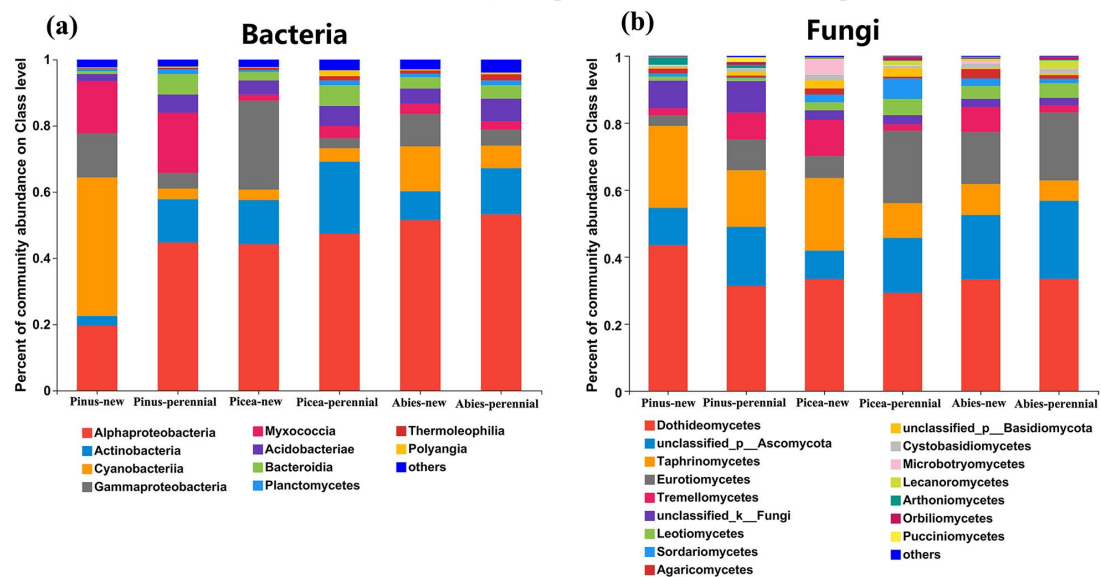 (a)
Bacteria
Percent of community abundance on Class level
1
0.8
0.6
0.4
0.2
0
Pinus-new Pinus-perennial Picea-new Picea-perennial Abies-new Abies-perennial
Alphaproteobacteria
Actinobacteria
Cyanobacteriia
Gammaproteobacteria
Myxococcia
Acidobacteriae
Bacteroidia
Planctomycetes
Thermoleophilia
Polyangia
others
(b)
Fungi
Percent of community abundance on Class level
1
0.8
0.6
0.4
0.2
0
Pinus-new Pinus-perennial Picea-new Picea-perennial Abies-new Abies-perennial
Dothideomycetes
unclassified_p__Ascomycota
Taphrinomycetes
Eurotiomycetes
Tremellomycetes
unclassified_k__Fungi
Leotiomycetes
Sordariomycetes
Agaricomycetes
unclassified_p__Basidiomycota
Cystobasidiomycetes
Microbotryomycetes
Lecanoromycetes
Arthoniomycetes
Orbiliomycetes
Pucciniomycetes
others